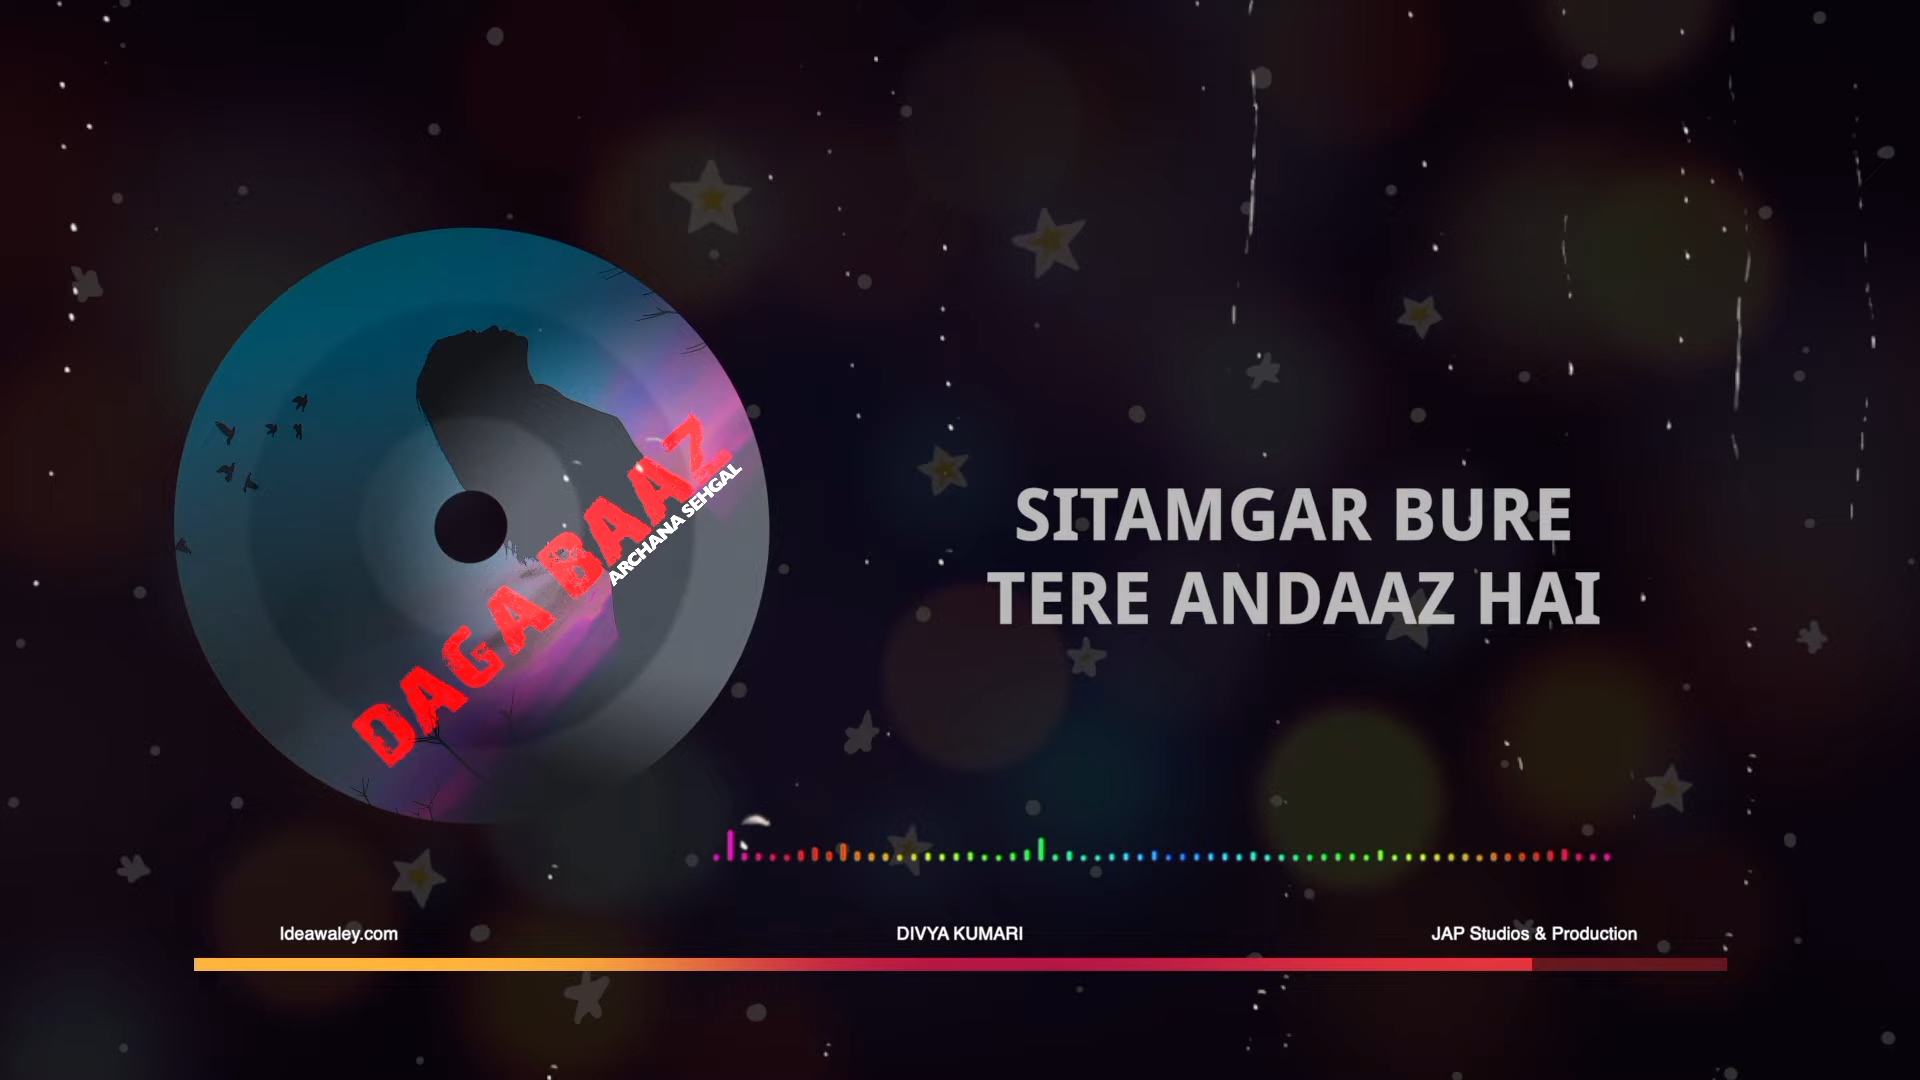 DAGA BAAZ
ARCHANA SEHGAL
SITAMGAR BURE
TERE ANDAAZ HAI
Ideawaley.com
DIVYA KUMARI
JAP Studios & Production